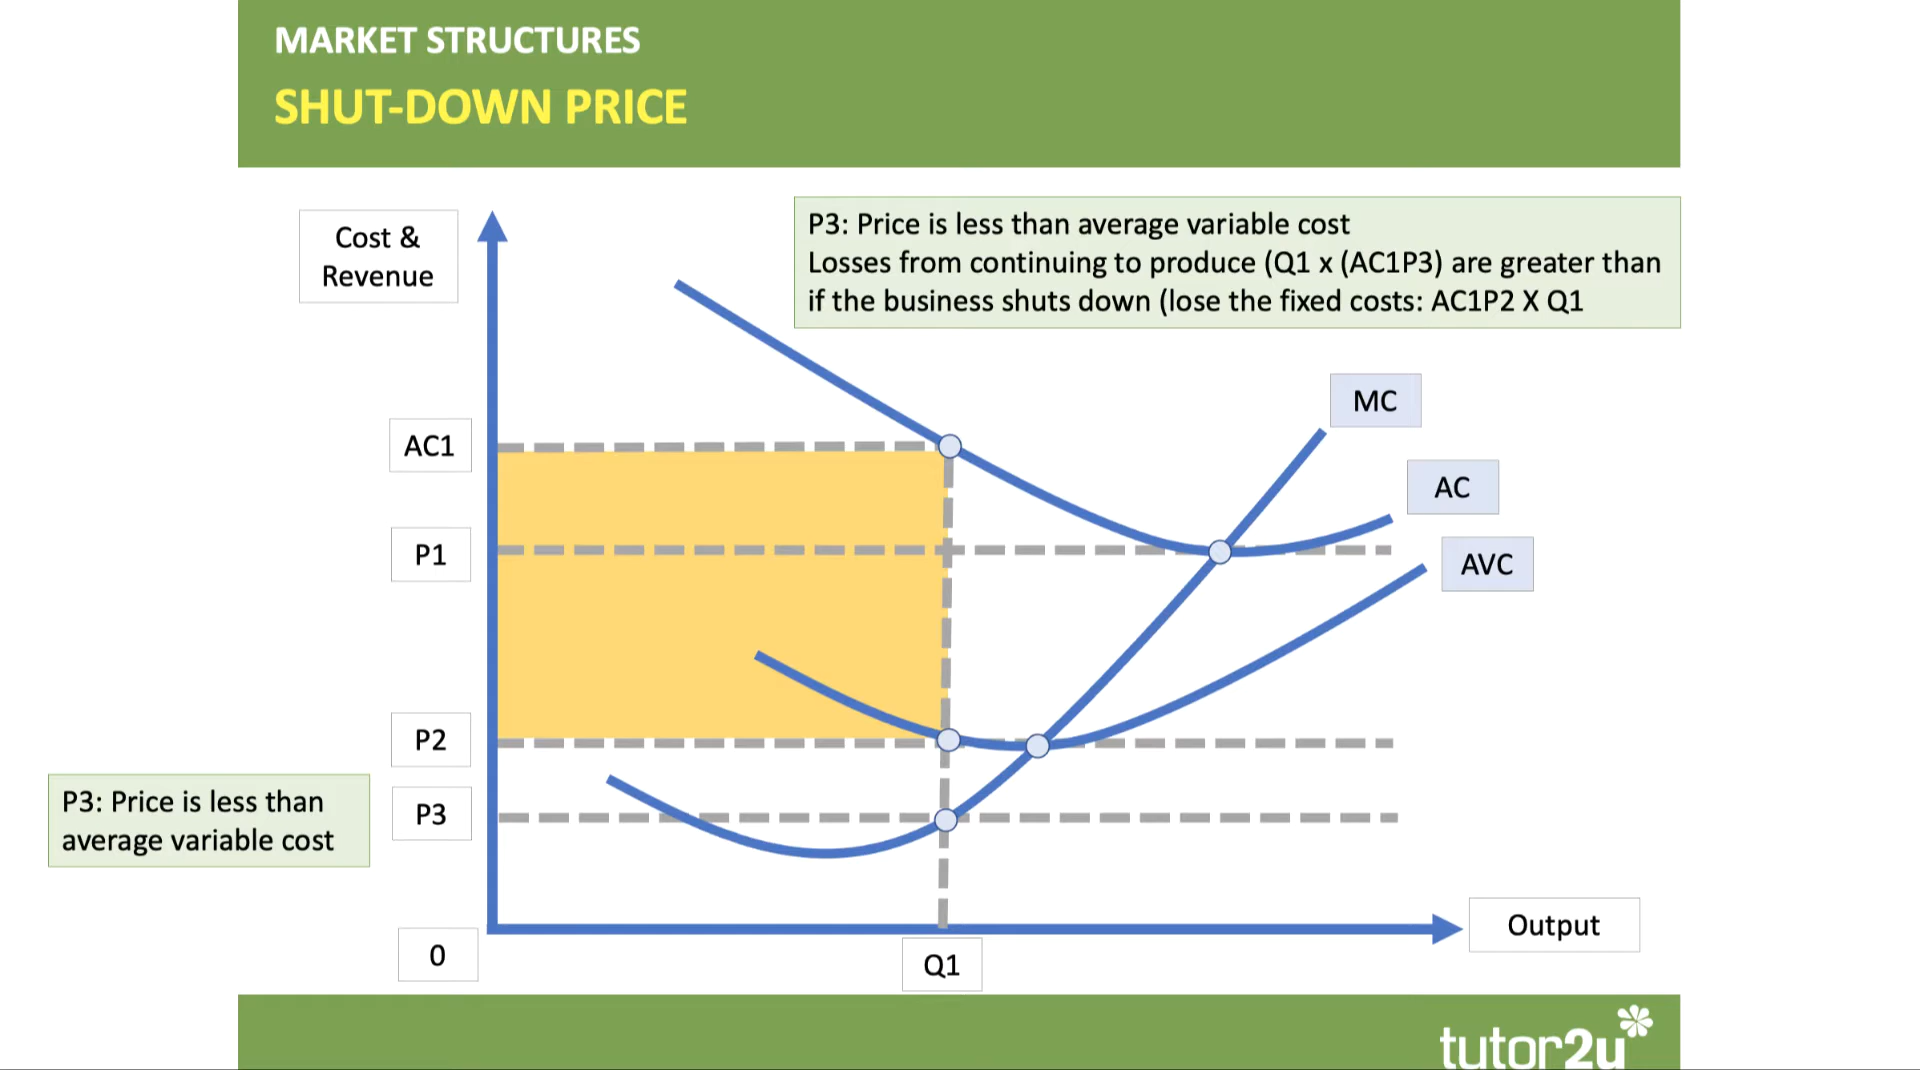 MARKET STRUCTURES
SHUT-DOWN PRICE
Cost &
Revenue
P3: Price is less than average variable cost
Losses from continuing to produce (Q1 x (AC1P3) are greater than
if the business shuts down (lose the fixed costs: AC1P2 X Q1
MC
AC1
AC
P1
AVC
P2
P3: Price is less than
average variable cost
P3
Output
0
Q1
tutor2u